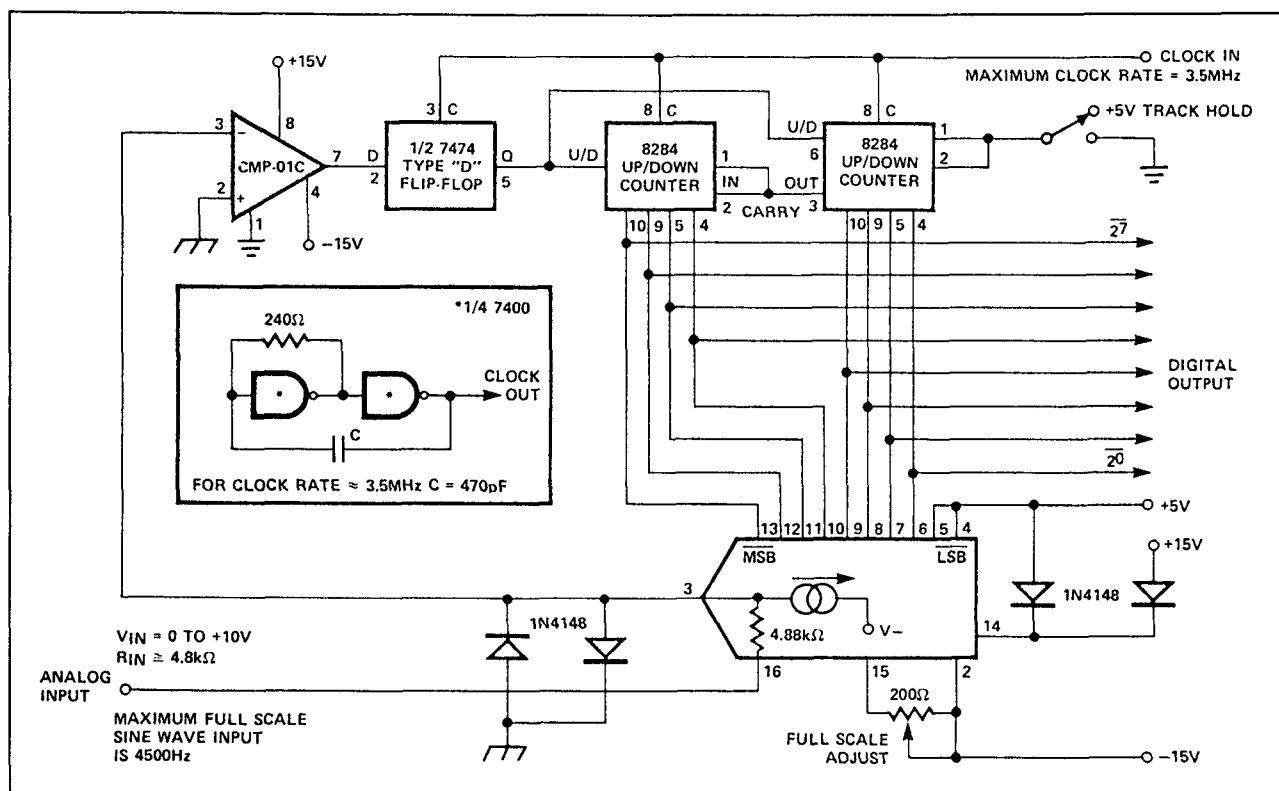 +15V
CLOCK IN
MAXIMUM CLOCK RATE = 3.5MHz
3 C
8 C
8 C
+5V TRACK HOLD
3
−
8
CMP-01C
7
D
2
1/2 7474
TYPE "D"
FLIP-FLOP
Q
5
U/D
8284
UP/DOWN
COUNTER
1
IN
2
CARRY
U/D
6
OUT
3
8284
UP/DOWN
COUNTER
1
2
2
+
4
1
−15V
10 9 5 4
10 9 5 4
2̅7̅
*1/4 7400
240Ω
*
*
CLOCK
OUT
C
FOR CLOCK RATE ≈ 3.5MHz C = 470pF
DIGITAL
OUTPUT
2̅0̅
+5V
13 12 11 10 9 8 7 6 5 4
M̅S̅B̅
L̅S̅B̅
+15V
3
1N4148
4.88kΩ
V−
1N4148
14
VIN = 0 TO +10V
RIN ≅ 4.8kΩ
ANALOG
INPUT
16
15
2
200Ω
MAXIMUM FULL SCALE
SINE WAVE INPUT
IS 4500Hz
FULL SCALE
ADJUST
−15V